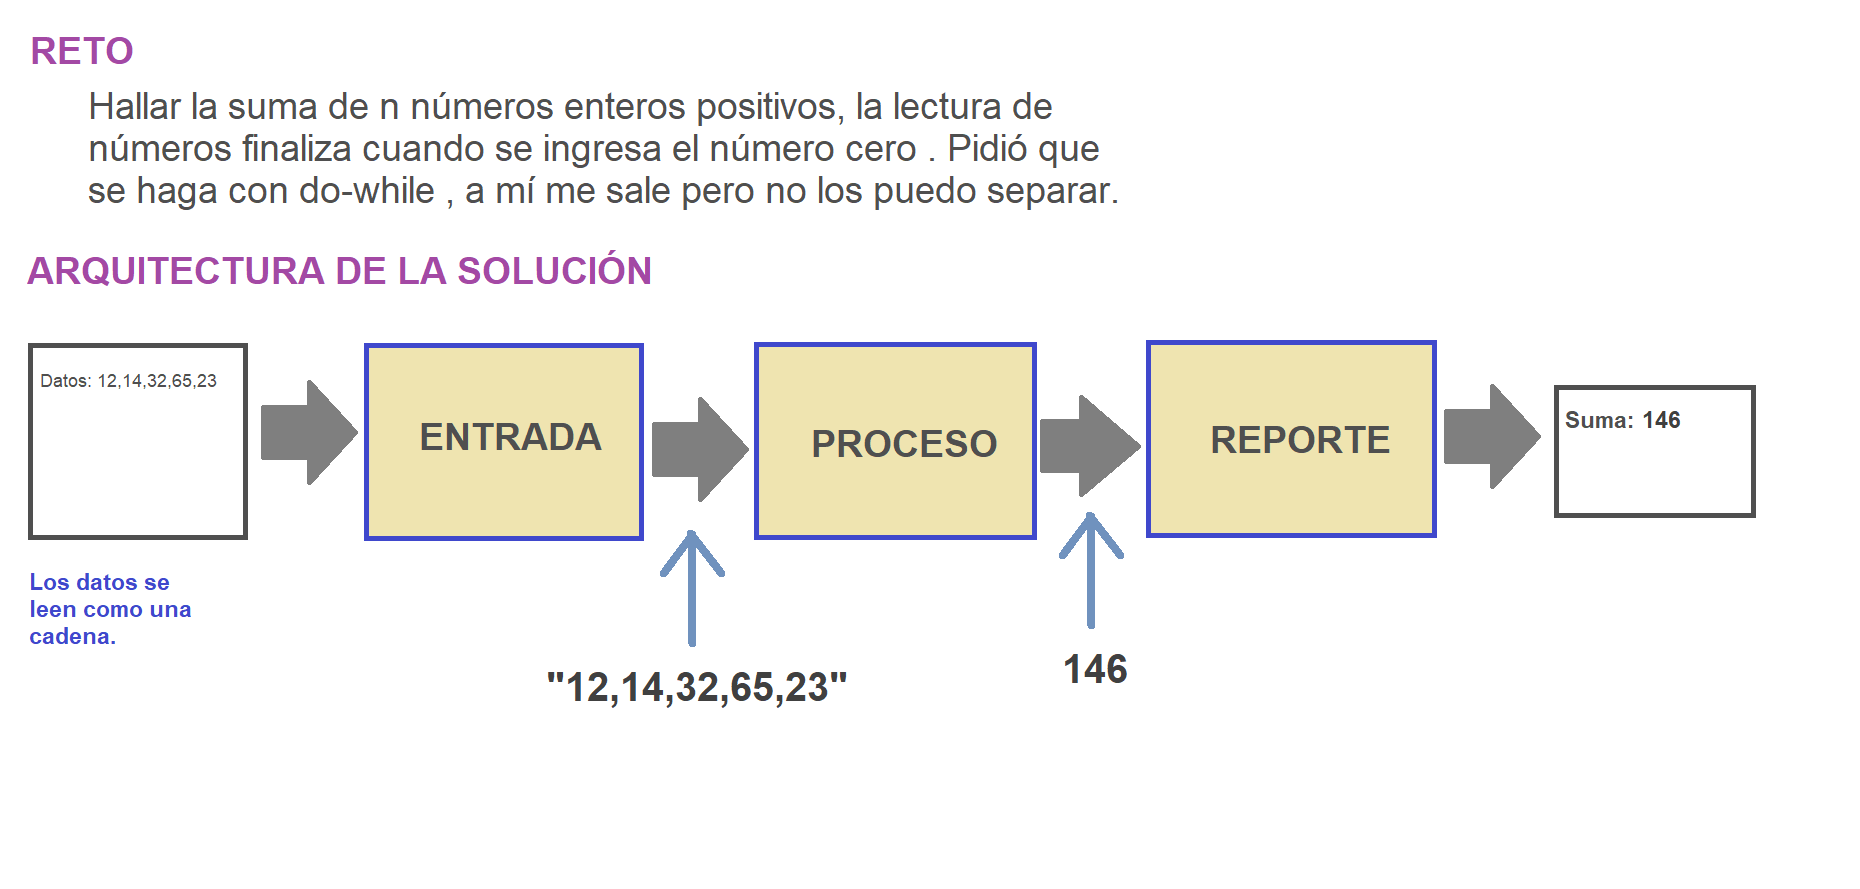 RETO
Hallar la suma de n números enteros positivos, la lectura de
números finaliza cuando se ingresa el número cero . Pidió que
se haga con do-while , a mí me sale pero no los puedo separar.
ARQUITECTURA DE LA SOLUCIÓN
Datos: 12,14,32,65,23
ENTRADA
PROCESO
REPORTE
Suma: 146
Los datos se
leen como una
cadena.
"12,14,32,65,23"
146